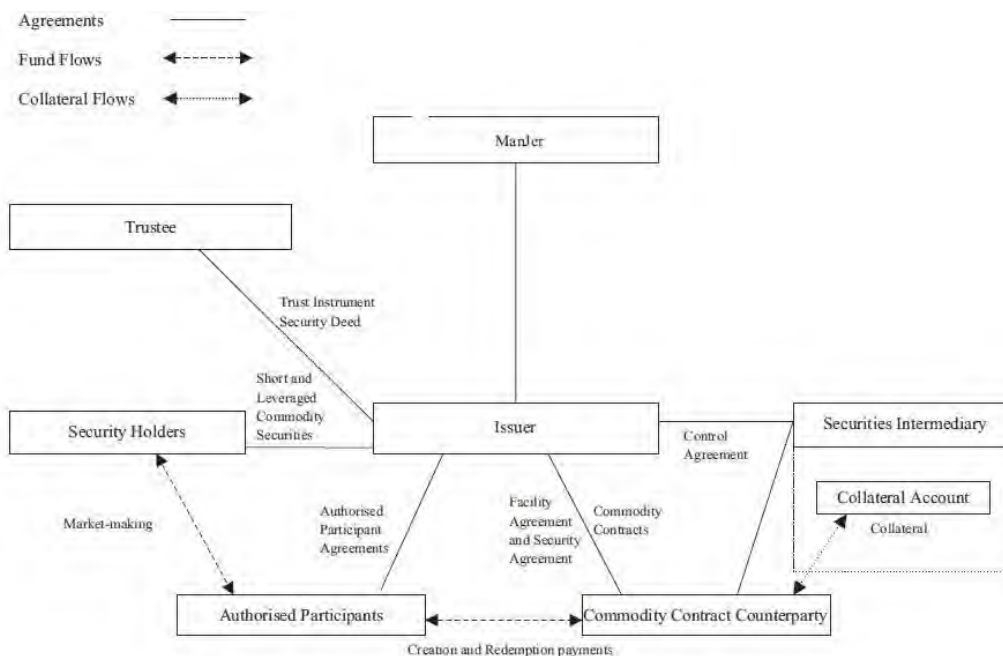 Agreements
Fund Flows
Collateral Flows
ManJer
Trustee
Trust Instrument
Security Deed
Short and
Leveraged
Commodity
Securities
Security Holders
Issuer
Securities Intermediary
Control
Agreement
Collateral Account
Collateral
Market-making
Authorised
Participant
Agreements
Facility
Agreement
and Security
Agreement
Commodity
Contracts
Authorised Participants
Commodity Contract Counterparty
Creation and Redemption payments